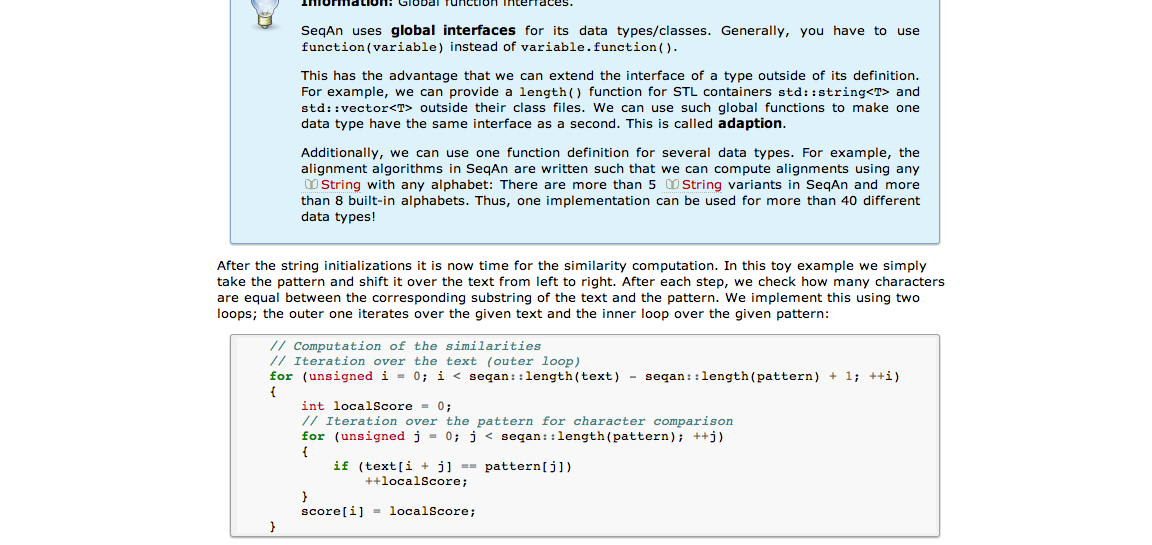 Information: Global function interfaces.
SeqAn uses global interfaces for its data types/classes. Generally, you have to use
function(variable) instead of variable.function().
This has the advantage that we can extend the interface of a type outside of its definition.
For example, we can provide a length() function for STL containers std::string<T> and
std::vector<T> outside their class files. We can use such global functions to make one
data type have the same interface as a second. This is called adaption.
Additionally, we can use one function definition for several data types. For example, the
alignment algorithms in SeqAn are written such that we can compute alignments using any
String with any alphabet: There are more than 5 String variants in SeqAn and more
than 8 built-in alphabets. Thus, one implementation can be used for more than 40 different
data types!
After the string initializations it is now time for the similarity computation. In this toy example we simply
take the pattern and shift it over the text from left to right. After each step, we check how many characters
are equal between the corresponding substring of the text and the pattern. We implement this using two
loops; the outer one iterates over the given text and the inner loop over the given pattern:
// Computation of the similarities
// Iteration over the text (outer loop)
for (unsigned i = 0; i < seqan::length(text) - seqan::length(pattern) + 1; ++i)
{
int localScore = 0;
// Iteration over the pattern for character comparison
for (unsigned j = 0; j < seqan::length(pattern); ++j)
{
if (text[i + j] == pattern[j])
++localScore;
}
score[i] = localScore;
}